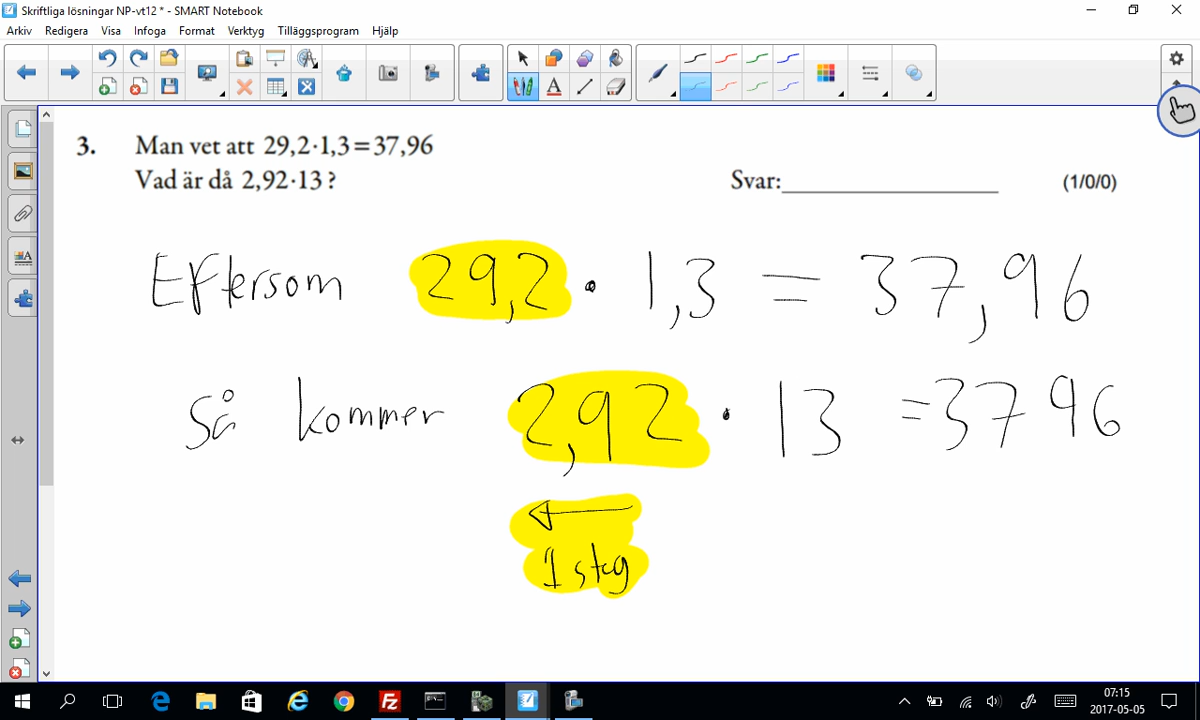 Skriftliga lösningar NP-vt12 * - SMART Notebook
Arkiv Redigera Visa Infoga Format Verktyg Tilläggsprogram Hjälp
3. Man vet att 29,2·1,3=37,96
Vad är då 2,92·13? Svar:____________________ (1/0/0)
Eftersom 29,2 · 1,3 = 37,96
Så kommer 2,92 · 13 =3796
1 steg
07:15
2017-05-05